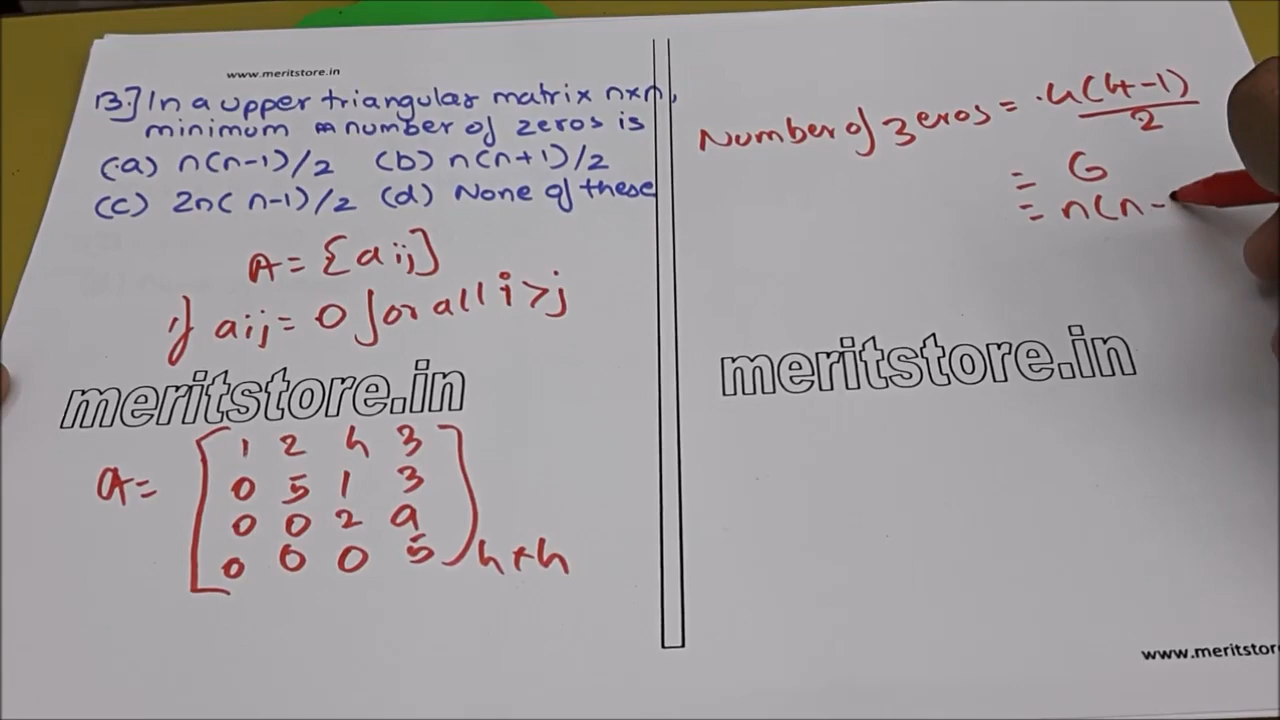 www.meritstore.in
13.] In a upper triangular matrix n×n,
minimum number of zeros is
(a) n(n-1)/2 (b) n(n+1)/2
(c) 2n(n-1)/2 (d) None of these
A = {aij]
if aij = 0 for all i > j
meritstore.in
A =
1 2 4 3
0 5 1 3
0 0 2 9
0 0 0 5
4×4
Number of zeros = 4(4-1)
2
= 6
= n(n-
meritstore.in
www.meritstor